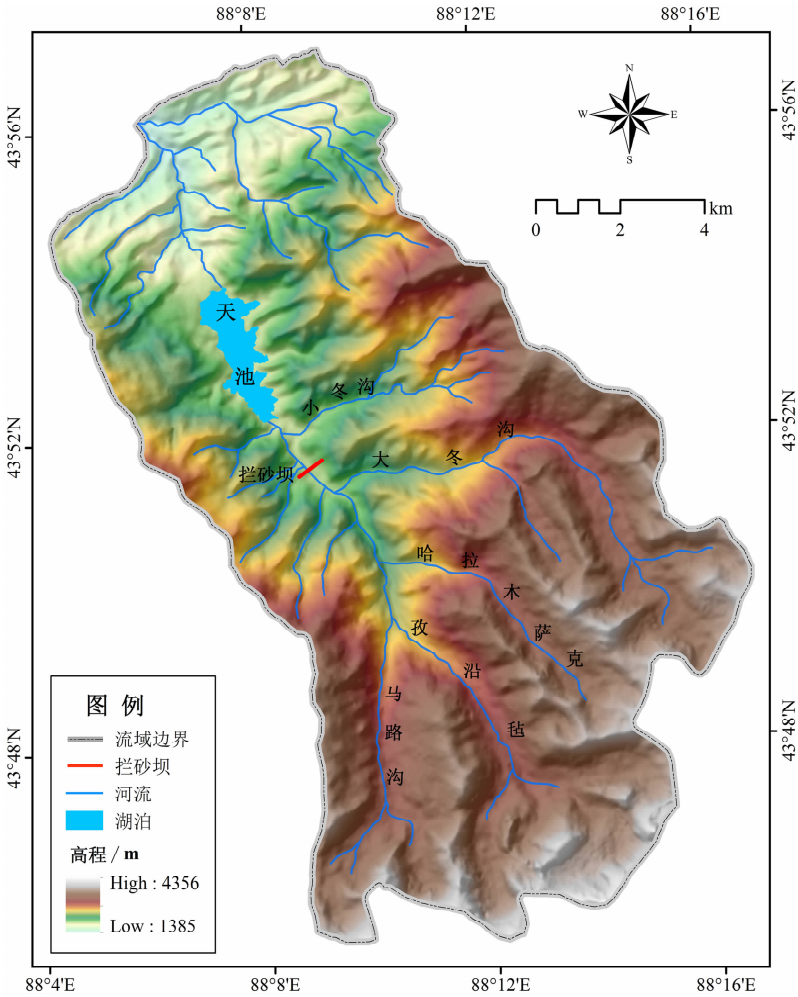 88°8'E
88°12'E
88°16'E
43°56'N
43°56'N
N
W
E
S
km
0
2
4
天
池
小冬沟
43°52'N
43°52'N
大冬沟
拦砂坝
哈拉木萨克
孜沿毡
马路沟
43°48'N
43°48'N
图 例
流域边界
拦砂坝
河流
湖泊
高程/m
High : 4356
Low : 1385
88°4'E
88°8'E
88°12'E
88°16'E